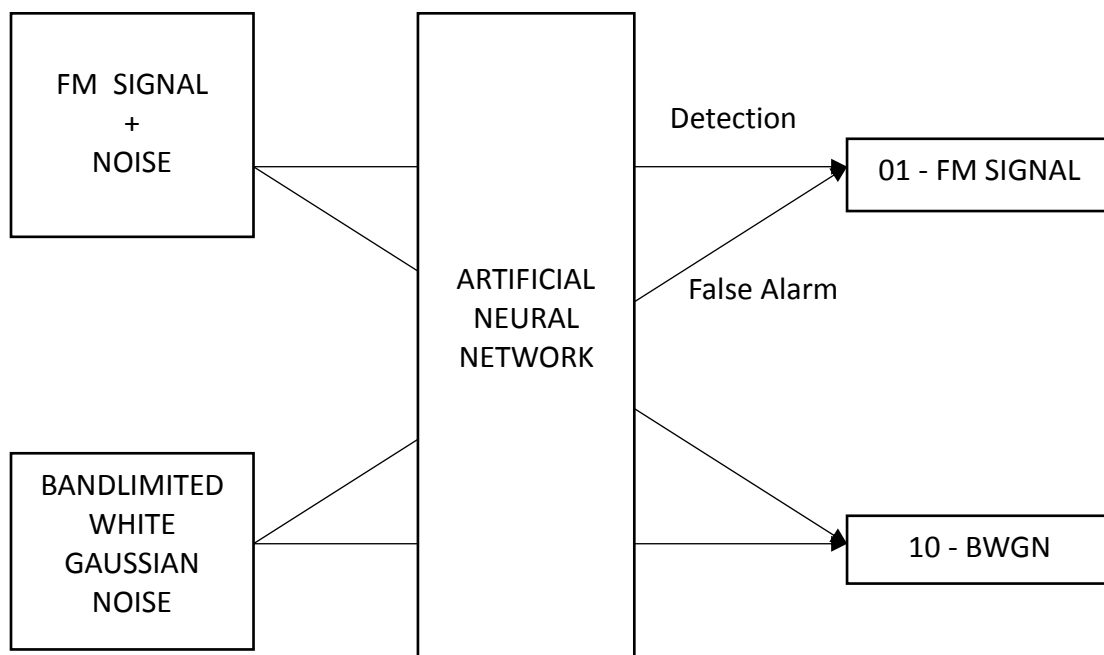 FM SIGNAL
+
NOISE
BANDLIMITED
WHITE
GAUSSIAN
NOISE
ARTIFICIAL
NEURAL
NETWORK
Detection
False Alarm
01 - FM SIGNAL
10 - BWGN